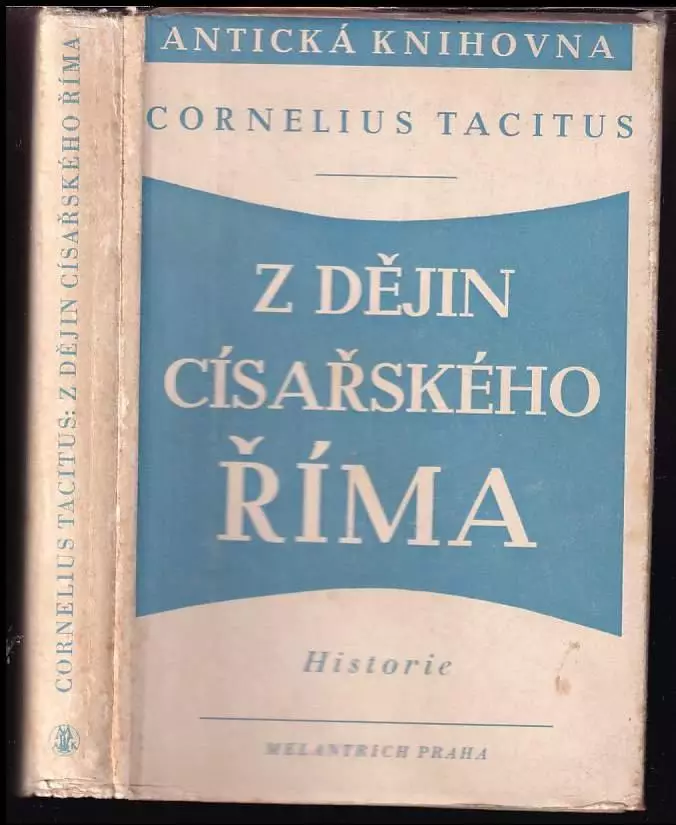 CORNELIUS TACITUS: Z DĚJIN CÍSAŘSKÉHO ŘÍMA
ANTICKÁ KNIHOVNA
CORNELIUS TACITUS
Z DĚJIN
CÍSAŘSKÉHO
ŘÍMA
Historie
MELANTRICH PRAHA